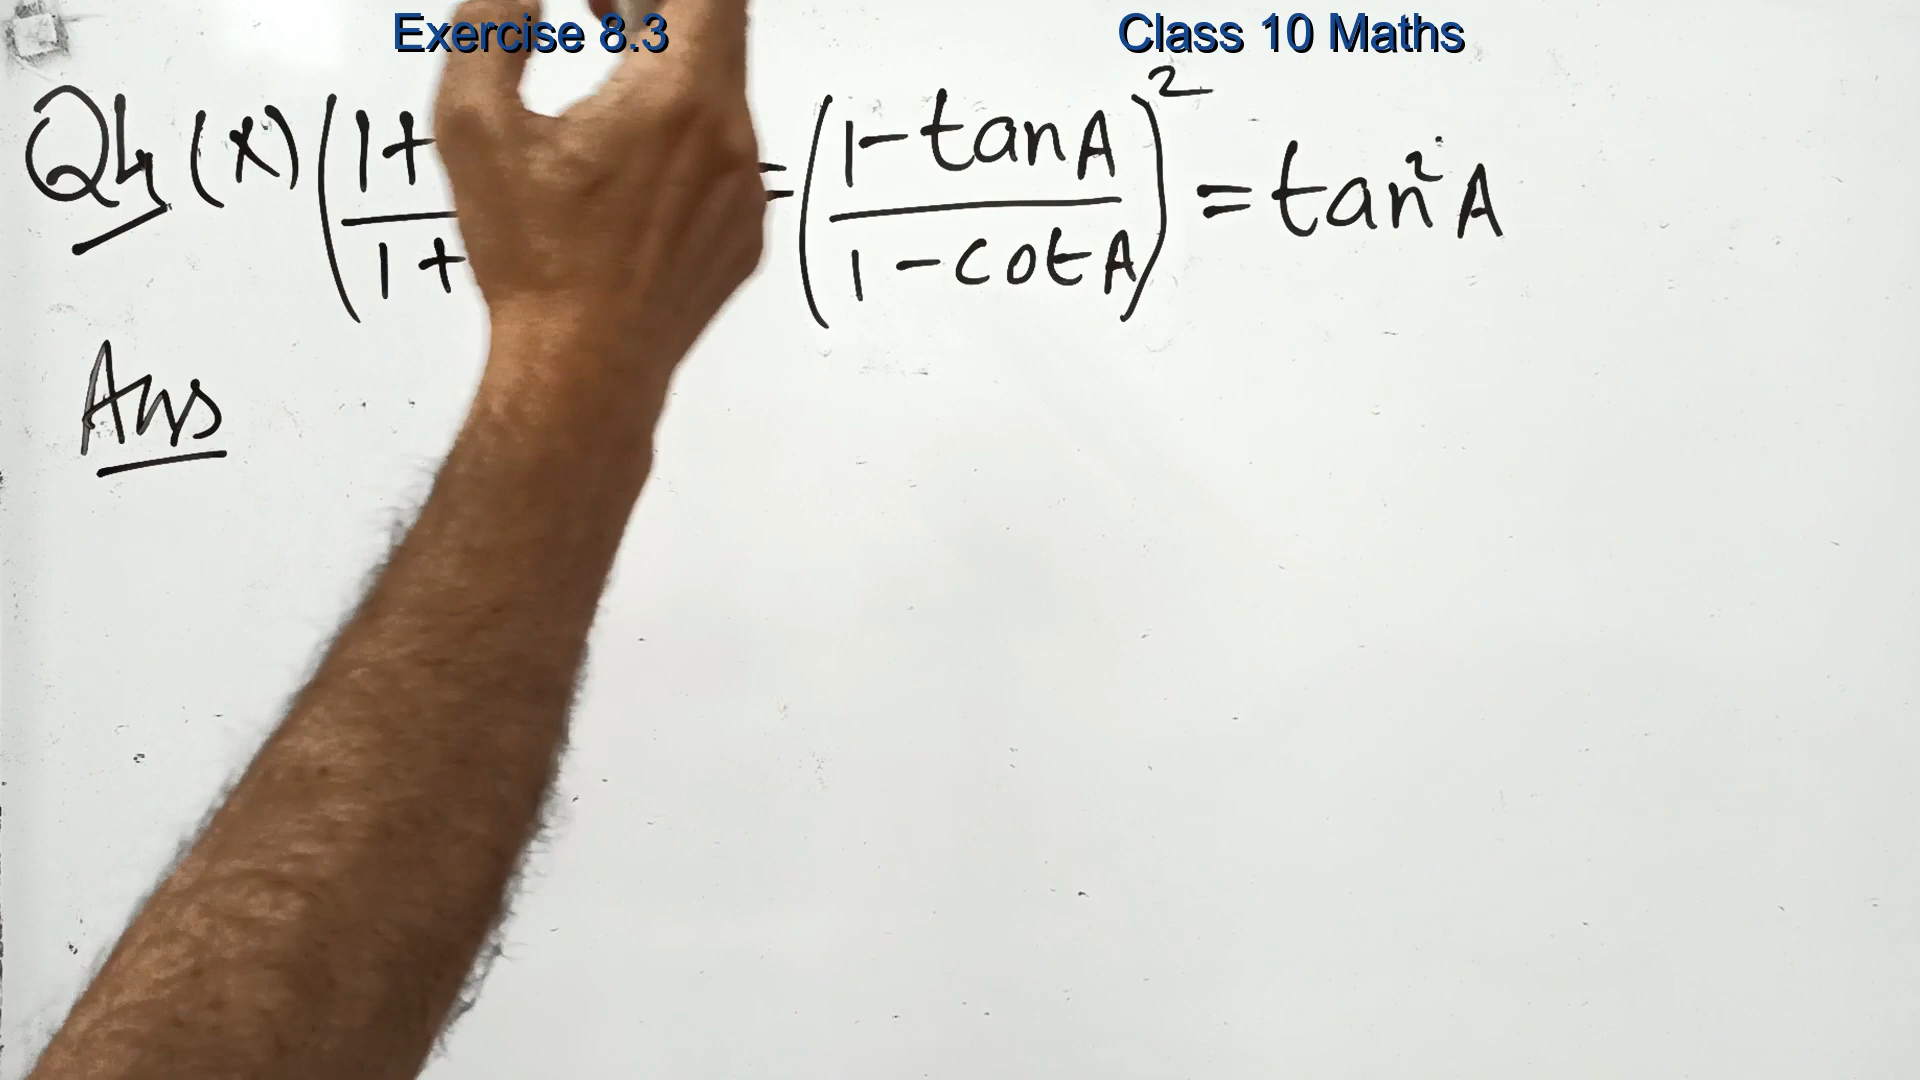 Exercise 8.3 Class 10 Maths
Q4 (x) (1+ / 1+ = (1-tanA / 1-cotA)² = tan²A
Ans